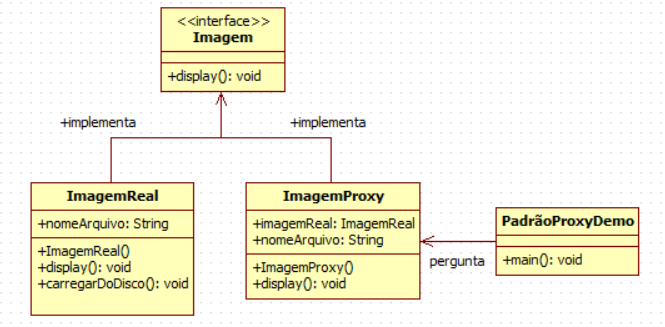 <<interface>>
Imagem
+display(): void
+implementa
+implementa
ImagemReal
+nomeArquivo: String
+ImagemReal()
+display(): void
+carregarDoDisco(): void
ImagemProxy
+imagemReal: ImagemReal
+nomeArquivo: String
+ImagemProxy()
+display(): void
pergunta
PadrãoProxyDemo
+main(): void